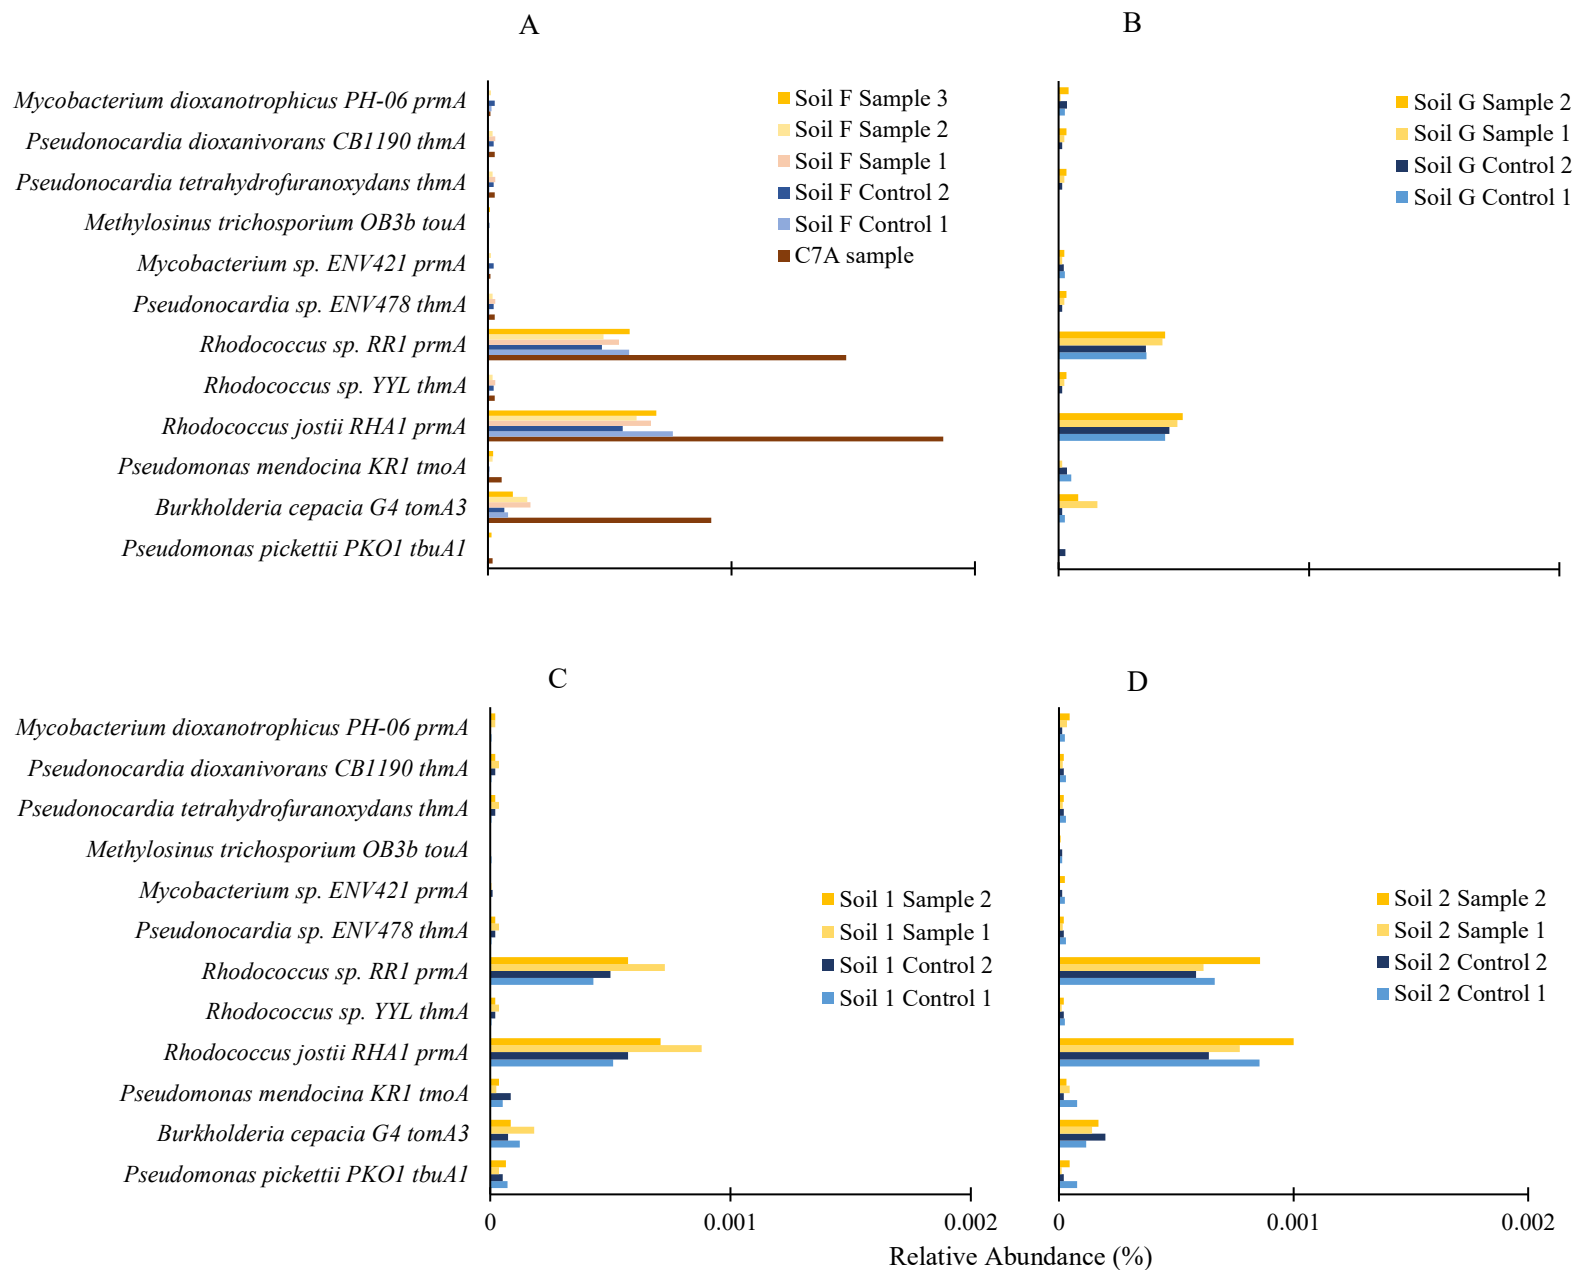 A
B
Mycobacterium dioxanotrophicus PH-06 prmA
Pseudonocardia dioxanivorans CB1190 thmA
Pseudonocardia tetrahydrofuranoxydans thmA
Methylosinus trichosporium OB3b touA
Mycobacterium sp. ENV421 prmA
Pseudonocardia sp. ENV478 thmA
Rhodococcus sp. RR1 prmA
Rhodococcus sp. YYL thmA
Rhodococcus jostii RHA1 prmA
Pseudomonas mendocina KR1 tmoA
Burkholderia cepacia G4 tomA3
Pseudomonas pickettii PKO1 tbuA1
Soil F Sample 3
Soil F Sample 2
Soil F Sample 1
Soil F Control 2
Soil F Control 1
C7A sample
Soil G Sample 2
Soil G Sample 1
Soil G Control 2
Soil G Control 1
C
D
Mycobacterium dioxanotrophicus PH-06 prmA
Pseudonocardia dioxanivorans CB1190 thmA
Pseudonocardia tetrahydrofuranoxydans thmA
Methylosinus trichosporium OB3b touA
Mycobacterium sp. ENV421 prmA
Pseudonocardia sp. ENV478 thmA
Rhodococcus sp. RR1 prmA
Rhodococcus sp. YYL thmA
Rhodococcus jostii RHA1 prmA
Pseudomonas mendocina KR1 tmoA
Burkholderia cepacia G4 tomA3
Pseudomonas pickettii PKO1 tbuA1
Soil 1 Sample 2
Soil 1 Sample 1
Soil 1 Control 2
Soil 1 Control 1
Soil 2 Sample 2
Soil 2 Sample 1
Soil 2 Control 2
Soil 2 Control 1
0 0.001 0.002
0 0.001 0.002
Relative Abundance (%)